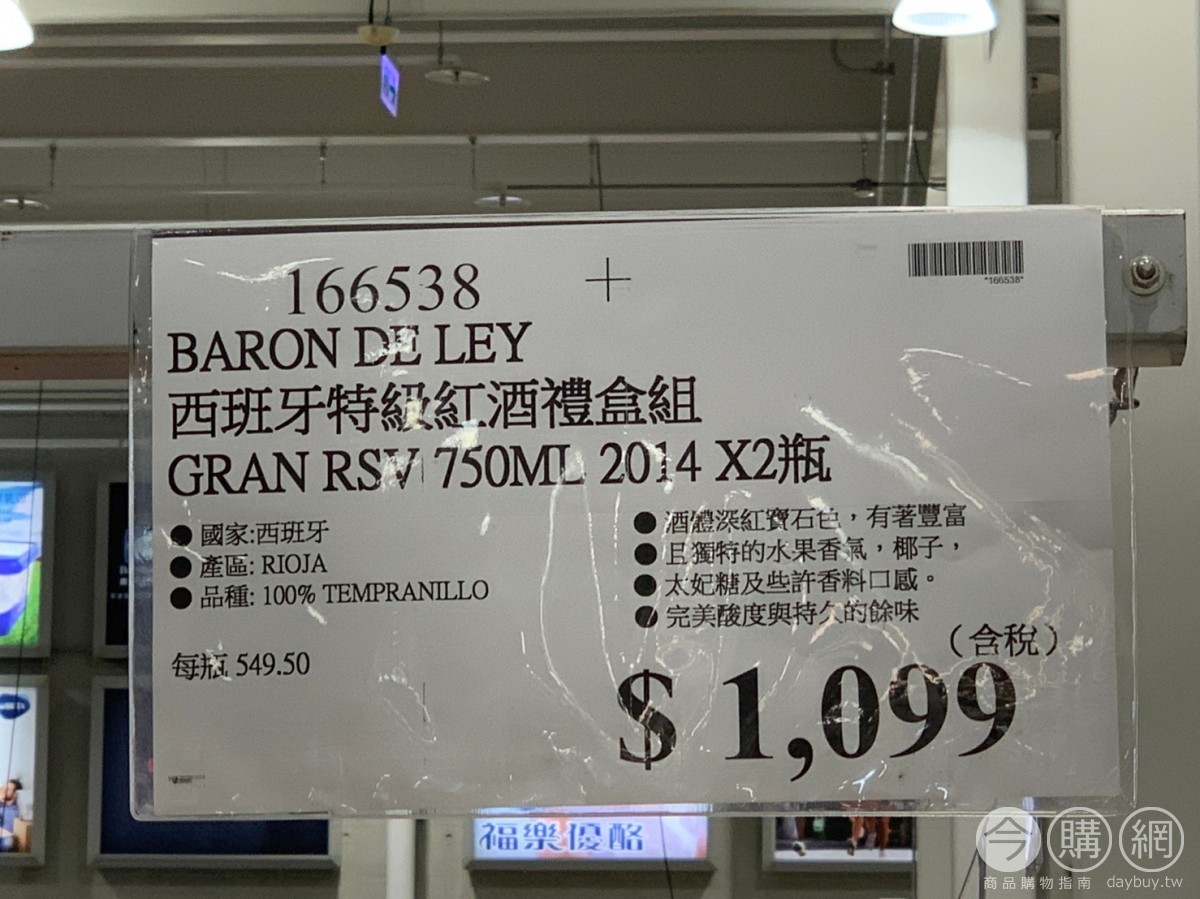 166538
*166538*
BARON DE LEY
西班牙特級紅酒禮盒組
GRAN RSV 750ML 2014 X2瓶
● 國家:西班牙
● 產區: RIOJA
● 品種: 100% TEMPRANILLO
● 酒體深紅寶石色，有著豐富
● 且獨特的水果香氣，椰子，
● 太妃糖及些許香料口感。
● 完美酸度與持久的餘味
每瓶 549.50
（含稅）
$ 1,099
福樂優酪
今購網
商品購物指南 daybuy.tw